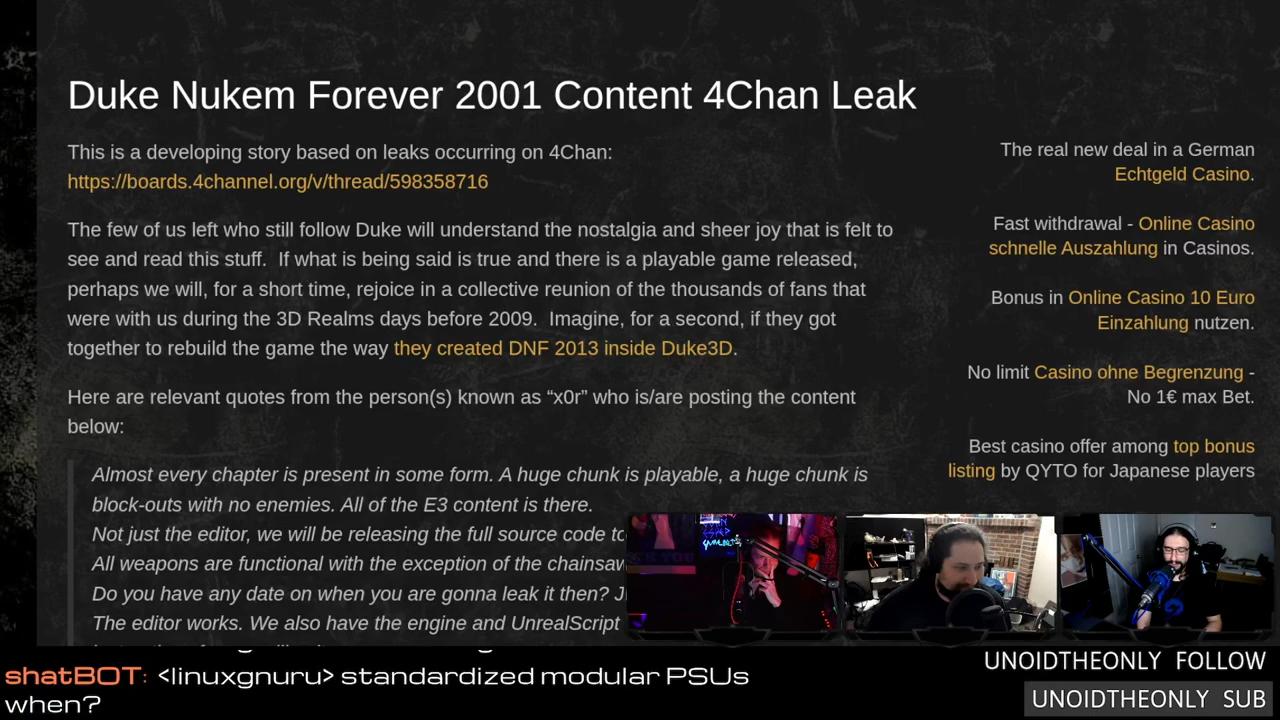 Duke Nukem Forever 2001 Content 4Chan Leak
This is a developing story based on leaks occurring on 4Chan:
https://boards.4channel.org/v/thread/598358716
The few of us left who still follow Duke will understand the nostalgia and sheer joy that is felt to
see and read this stuff.  If what is being said is true and there is a playable game released,
perhaps we will, for a short time, rejoice in a collective reunion of the thousands of fans that
were with us during the 3D Realms days before 2009.  Imagine, for a second, if they got
together to rebuild the game the way they created DNF 2013 inside Duke3D.
Here are relevant quotes from the person(s) known as “x0r” who is/are posting the content
below:
Almost every chapter is present in some form. A huge chunk is playable, a huge chunk is
block-outs with no enemies. All of the E3 content is there.
Not just the editor, we will be releasing the full source code
All weapons are functional with the exception of the
Do you have any date on when you are gonna leak it then?
The editor works. We also have the engine and UnrealScript
The real new deal in a German
Echtgeld Casino.
Fast withdrawal - Online Casino
schnelle Auszahlung in Casinos.
Bonus in Online Casino 10 Euro
Einzahlung nutzen.
No limit Casino ohne Begrenzung -
No 1€ max Bet.
Best casino offer among top bonus
listing by QYTO for Japanese players
shatBOT: <linuxgnuru> standardized modular PSUs
when?
UNOIDTHEONLY FOLLOW
UNOIDTHEONLY SUB